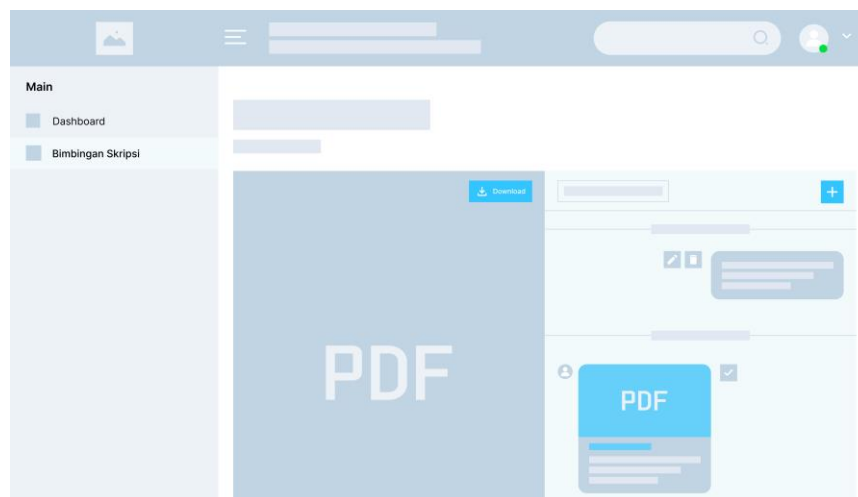 Main
Dashboard
Bimbingan Skripsi
Download
PDF
PDF